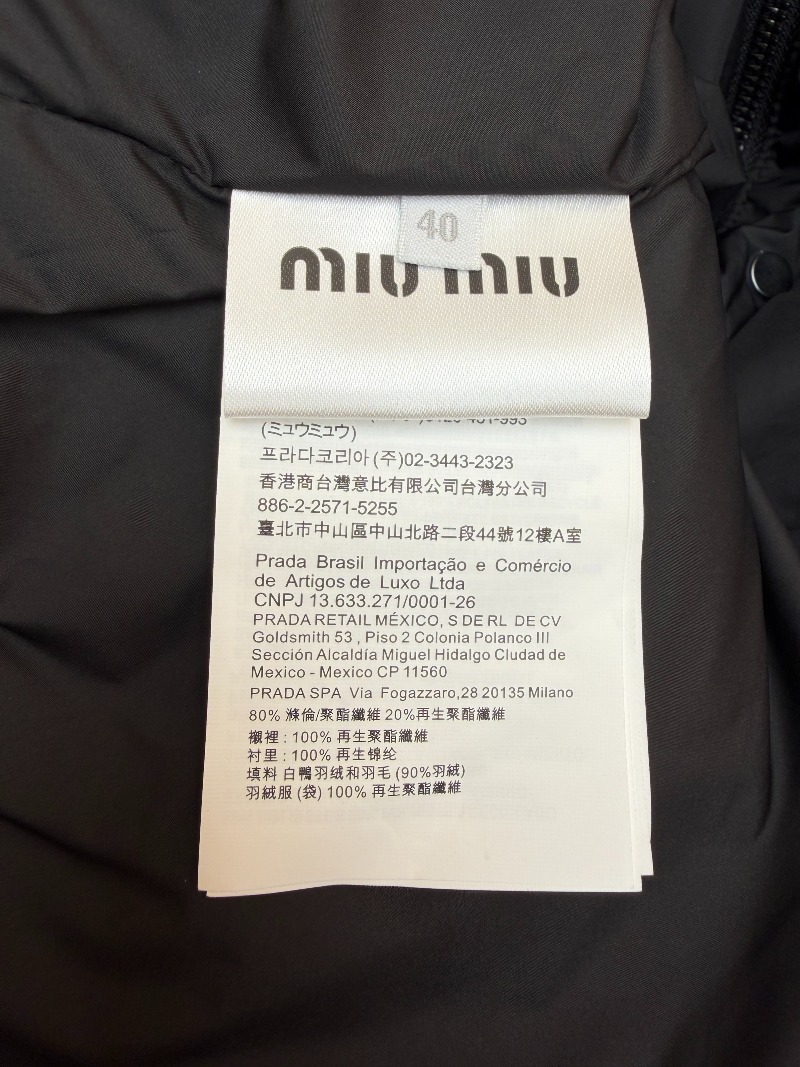 40
miu miu
(ミュウミュウ)
프라다코리아(주)02-3443-2323
香港商台灣意比有限公司台灣分公司
886-2-2571-5255
臺北市中山區中山北路二段44號12樓A室
Prada Brasil Importação e Comércio
de Artigos de Luxo Ltda
CNPJ 13.633.271/0001-26
PRADA RETAIL MÉXICO, S DE RL DE CV
Goldsmith 53 , Piso 2 Colonia Polanco III
Sección Alcaldía Miguel Hidalgo Cludad de
Mexico - Mexico CP 11560
PRADA SPA Via Fogazzaro,28 20135 Milano
80% 滌倫/聚酯纖維 20%再生聚酯纖維
襯裡 : 100% 再生聚酯纖維
衬里 : 100% 再生锦纶
填料 白鴨羽绒和羽毛 (90%羽絨)
羽絨服 (袋) 100% 再生聚酯纖維